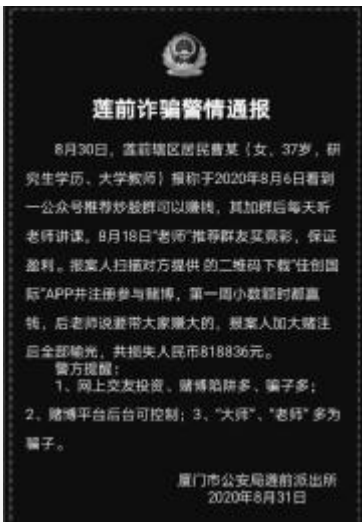 莲前诈骗警情通报
8月30日，莲前辖区居民曹某（女，37岁，研
究生学历、大学教师）报称于2020年8月6日看到
一公众号推荐炒股群可以赚钱，其加群后每天听
老师讲课。8月18日“老师”推荐群友买竞彩，保证
盈利。报案人扫描对方提供的二维码下载“佳创国
际”APP并注册参与赌博，第一周小数额时都赢
钱，后老师说要带大家赚大的，报案人加大赌注
后全部输光，共损失人民币818836元。
警方提醒：
1、网上交友投资、赌博陷阱多、骗子多；
2、赌博平台后台可控制；3、“大师”、“老师”多为
骗子。
厦门市公安局莲前派出所
2020年8月31日